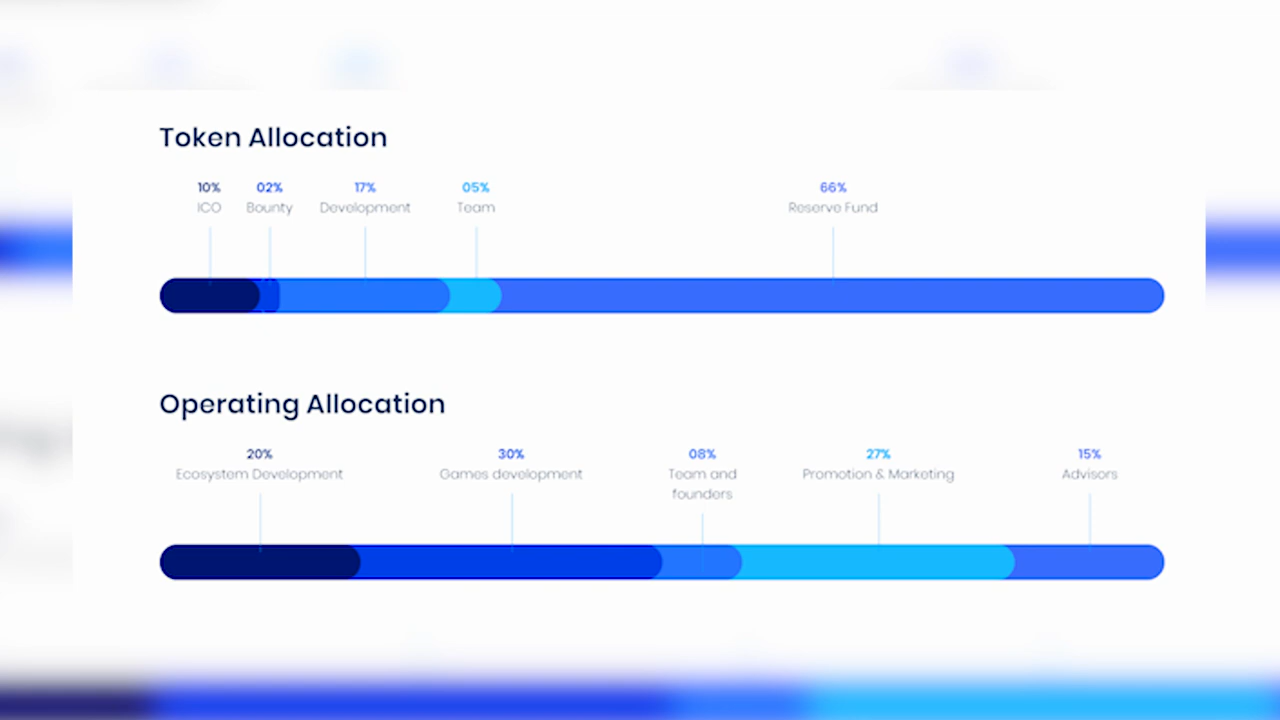 Token Allocation
10% 02% 17% 05% 66%
ICO Bounty Development Team Reserve Fund
Operating Allocation
20% 30% 08% 27% 15%
Ecosystem Development Games development Team and Promotion & Marketing Advisors
founders